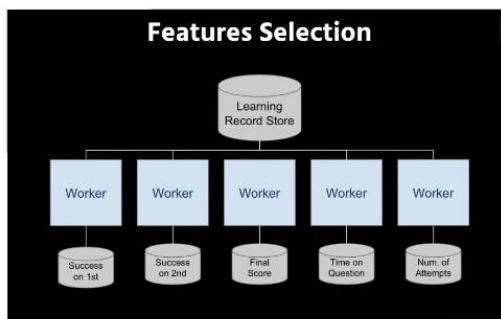 Features Selection
Learning
Record Store
Worker
Worker
Worker
Worker
Worker
Success
on 1st
Success
on 2nd
Final
Score
Time on
Question
Num. of
Attempts